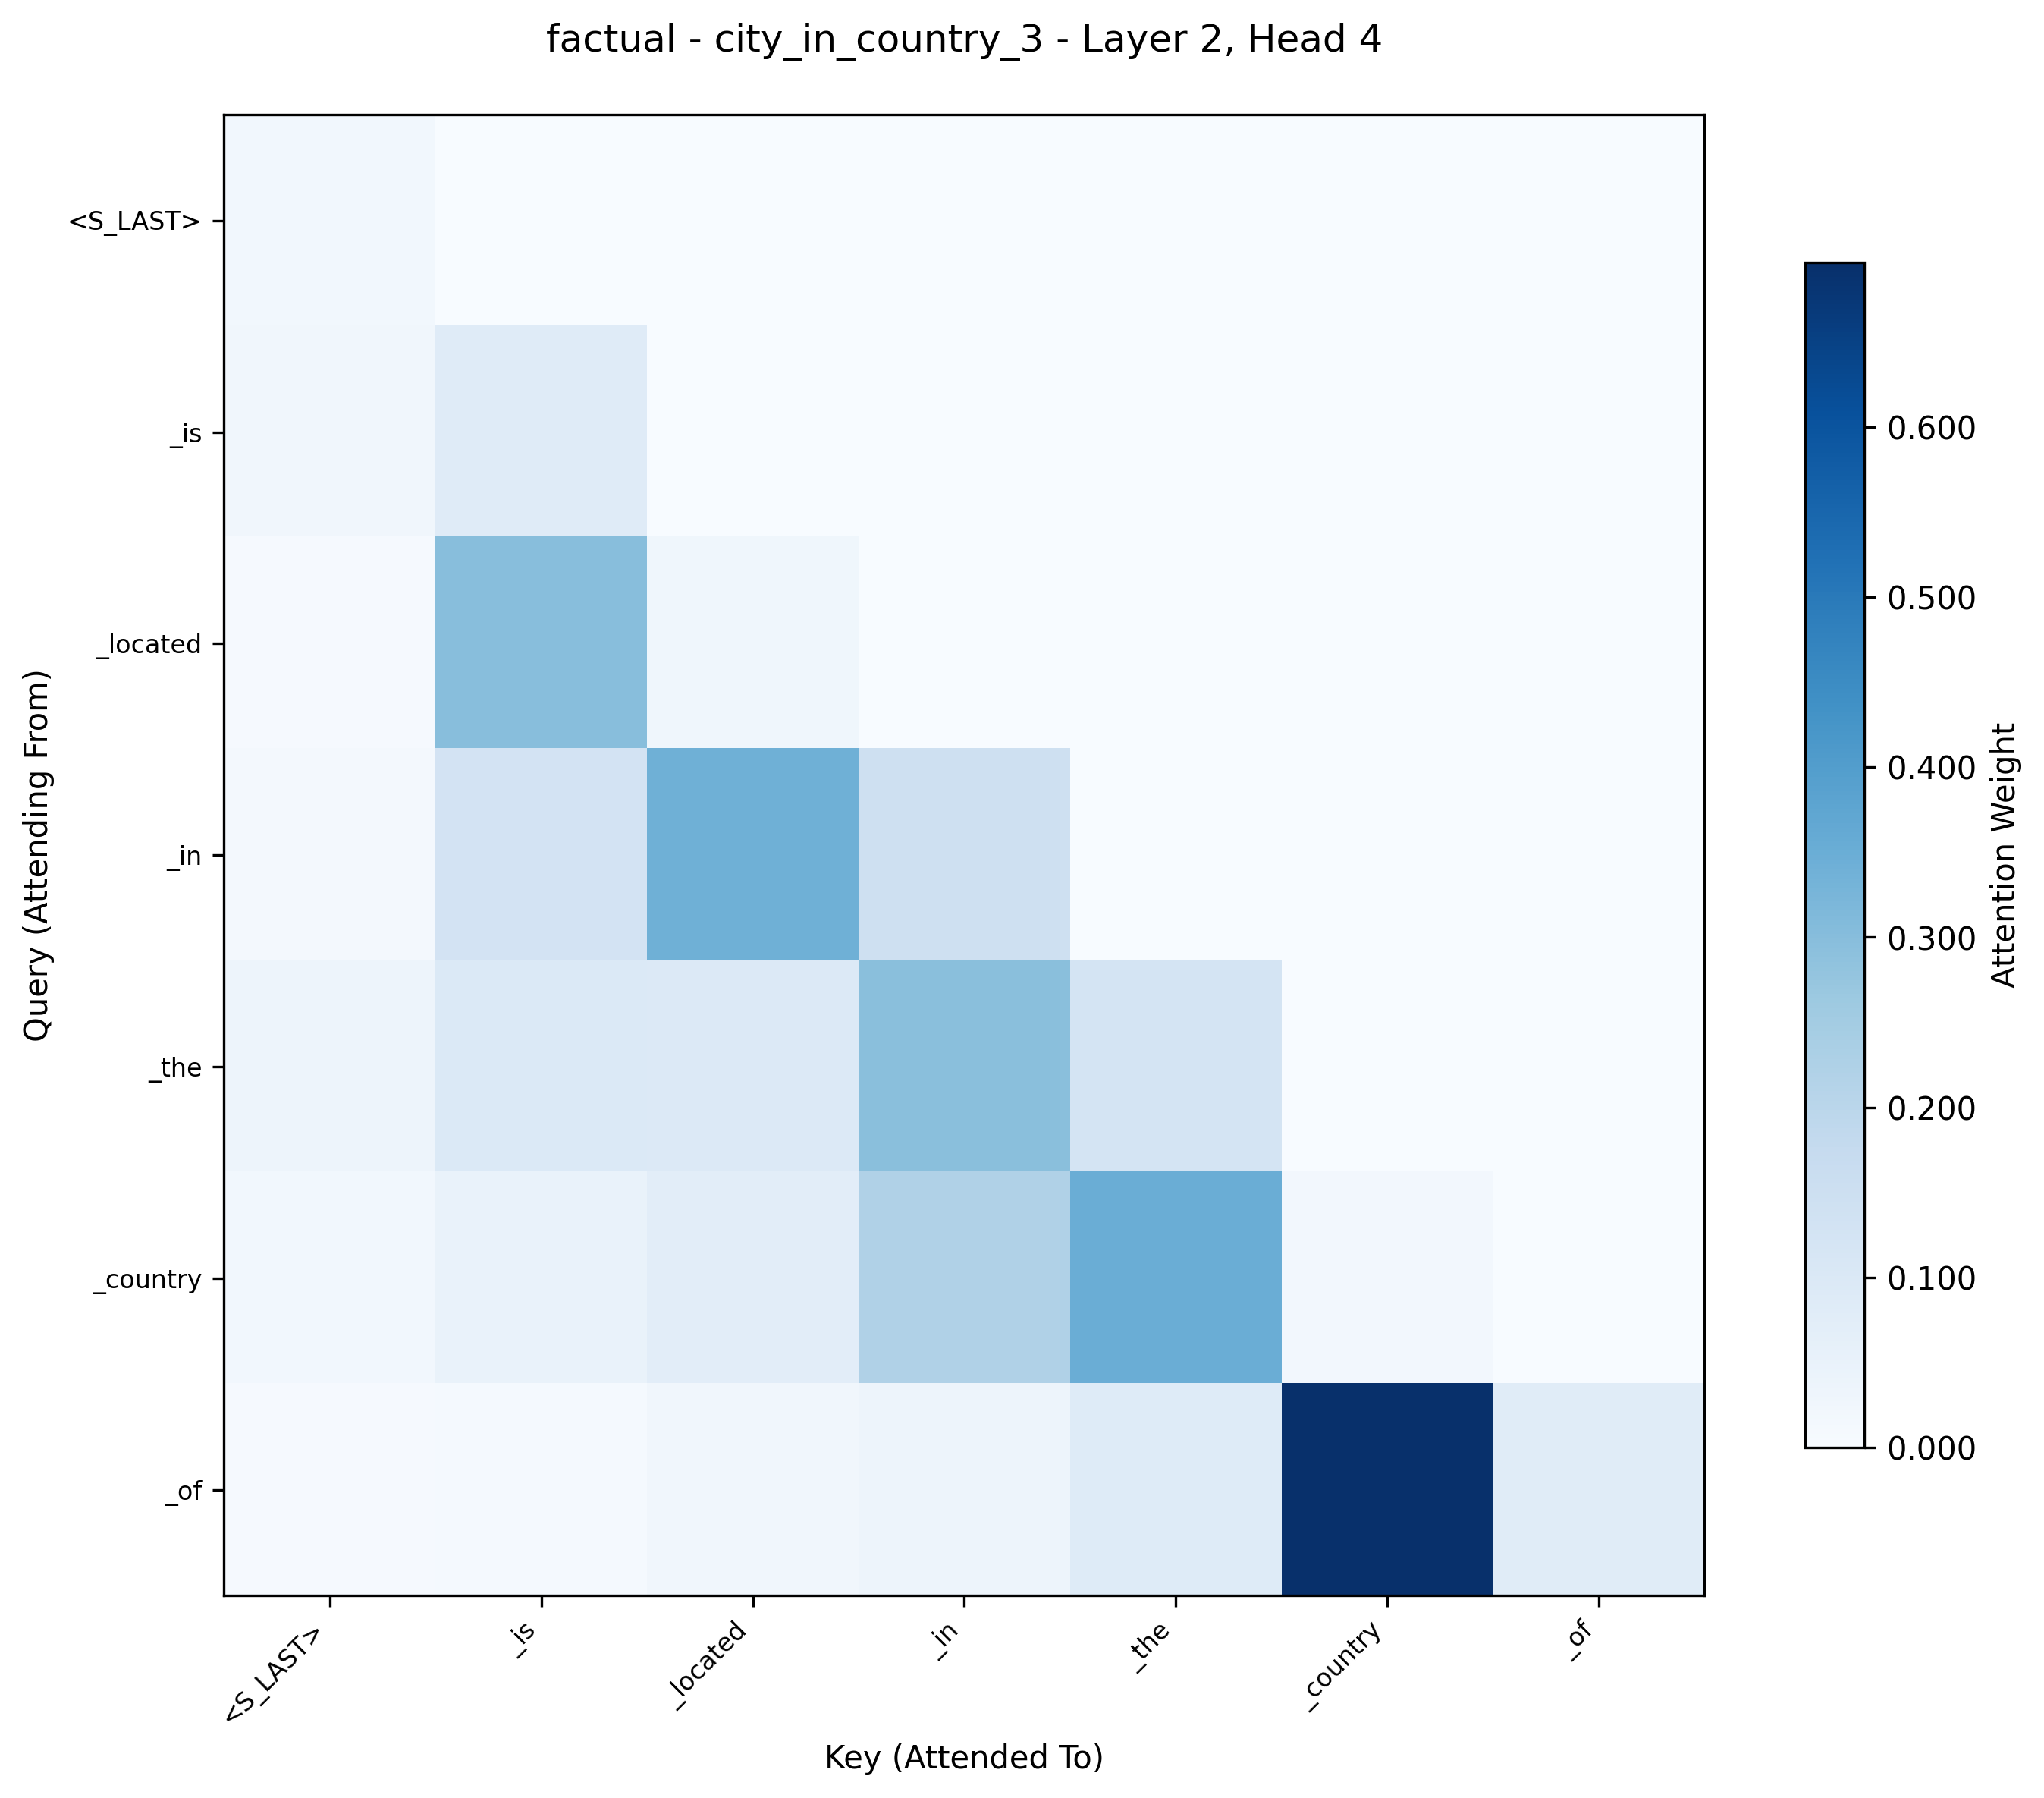 factual - city_in_country_3 - Layer 2, Head 4
Query (Attending From)
<S_LAST>
_is
_located
_in
_the
_country
_of
<S_LAST>
_is
_located
_in
_the
_country
_of
Key (Attended To)
0.600
0.500
0.400
0.300
0.200
0.100
0.000
Attention Weight